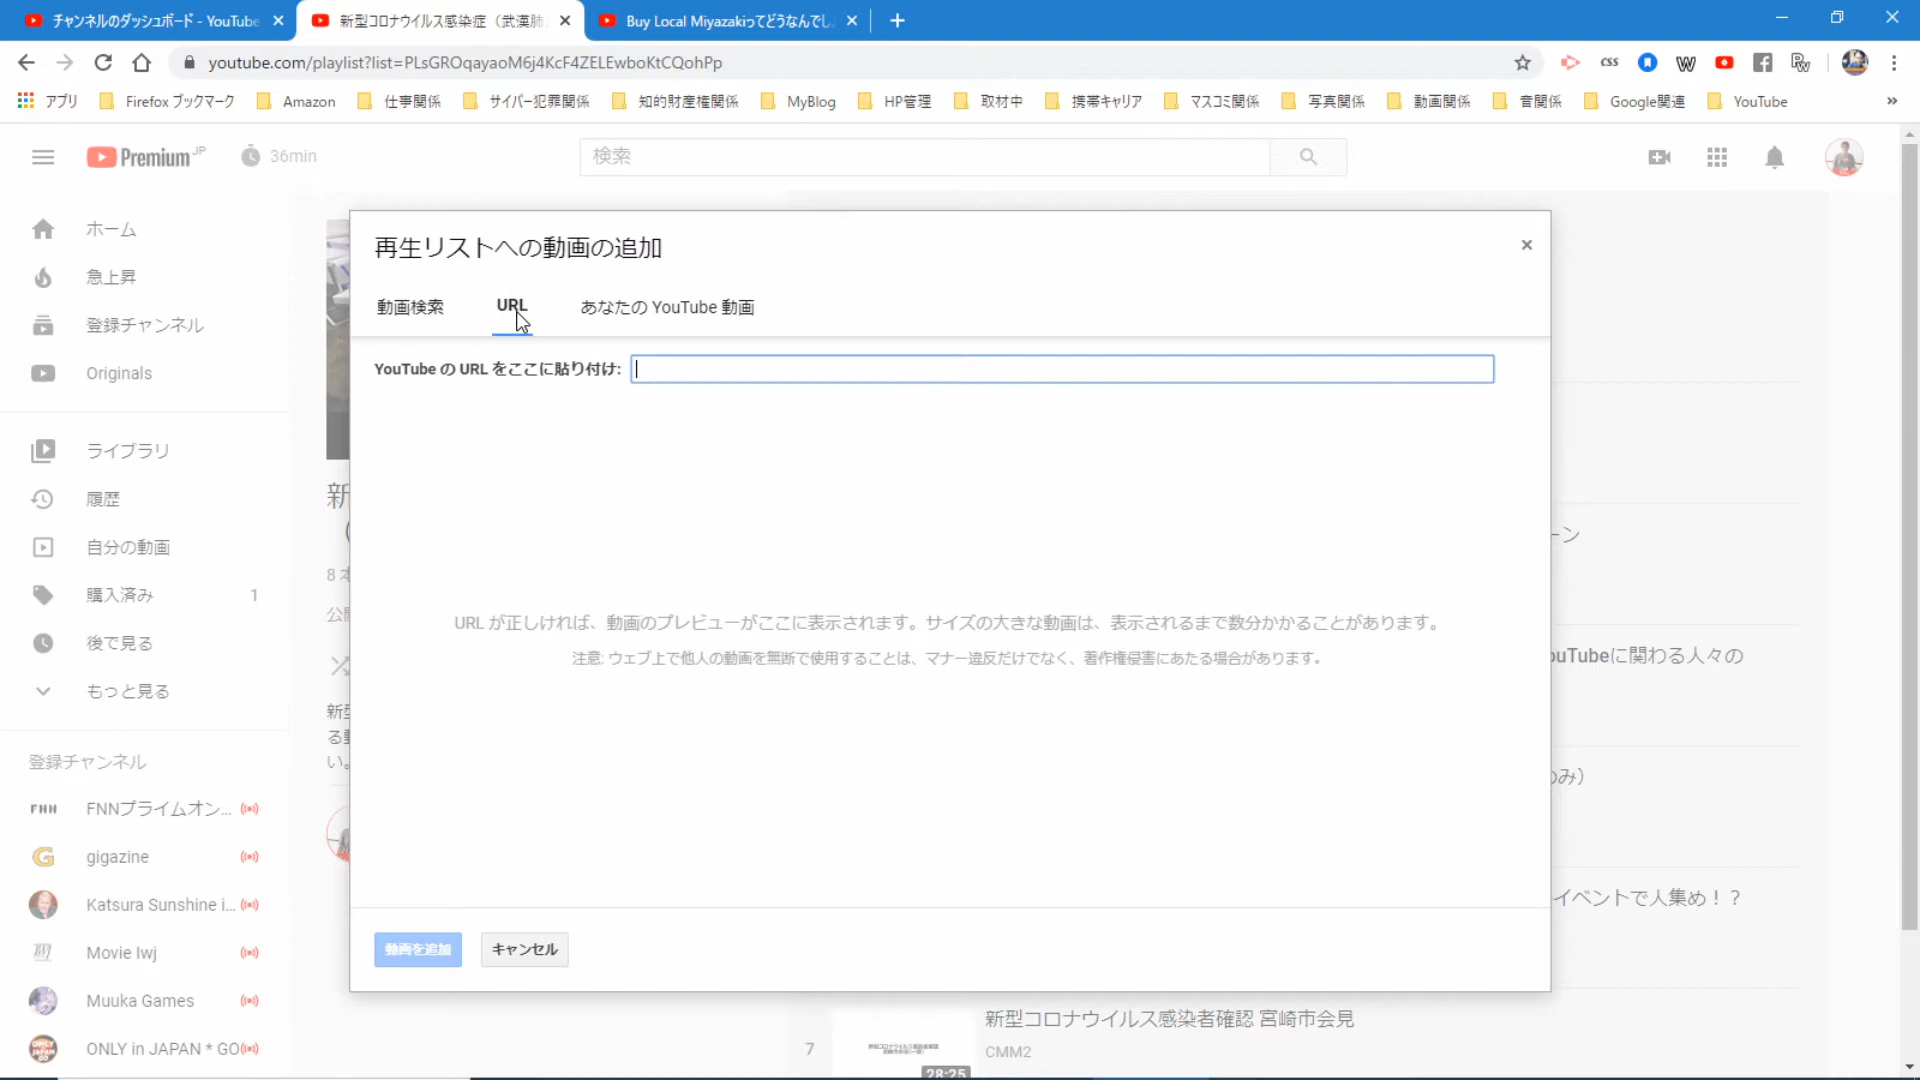 チャンネルのダッシュボード - YouTube
新型コロナウイルス感染症（武漢肺
Buy Local Miyazakiってどうなんでし
youtube.com/playlist?list=PLsGROqayaoM6j4KcF4ZELEwboKtCQohPp
css
アプリ Firefox ブックマーク Amazon 仕事関係 サイバー犯罪関係 知的財産権関係 MyBlog HP管理 取材中 携帯キャリア マスコミ関係 写真関係 動画関係 音関係 Google関連 YouTube »
Premium JP
36min
検索
ホーム
急上昇
登録チャンネル
Originals
ライブラリ
履歴
自分の動画
購入済み 1
後で見る
もっと見る
登録チャンネル
FNN FNNプライムオン...
gigazine
Katsura Sunshine i...
Movie Iwj
Muuka Games
ONLY in JAPAN * GO
新
8 本
新型
い。
再生リストへの動画の追加
動画検索 URL あなたの YouTube 動画
YouTube の URL をここに貼り付け:
URL が正しければ、動画のプレビューがここに表示されます。サイズの大きな動画は、表示されるまで数分かかることがあります。
注意: ウェブ上で他人の動画を無断で使用することは、マナー違反だけでなく、著作権侵害にあたる場合があります。
動画を追加 キャンセル
ーン
ouTubeに関わる人々の
のみ）
イベントで人集め！？
7
新型コロナウイルス感染者確認 宮崎市会見
CMM2
28:25